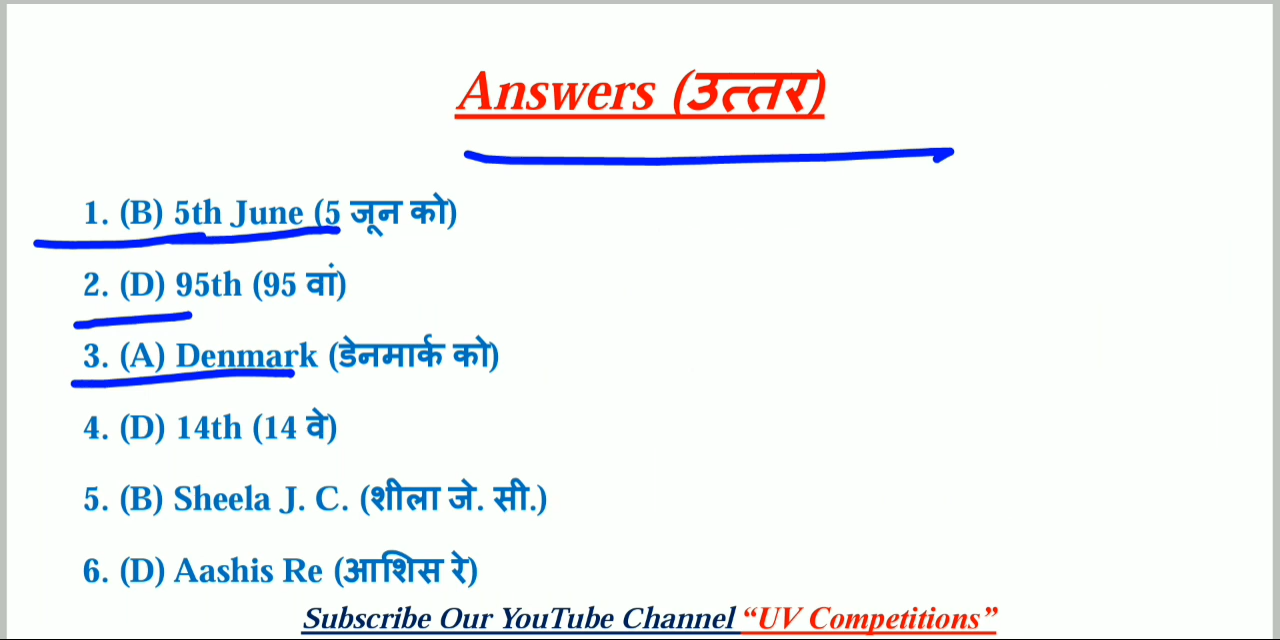 Answers (उत्तर)
1. (B) 5th June (5 जून को)
2. (D) 95th (95 वां)
3. (A) Denmark (डेनमार्क को)
4. (D) 14th (14 वे)
5. (B) Sheela J. C. (शीला जे. सी.)
6. (D) Aashis Re (आशिस रे)
Subscribe Our YouTube Channel “UV Competitions”